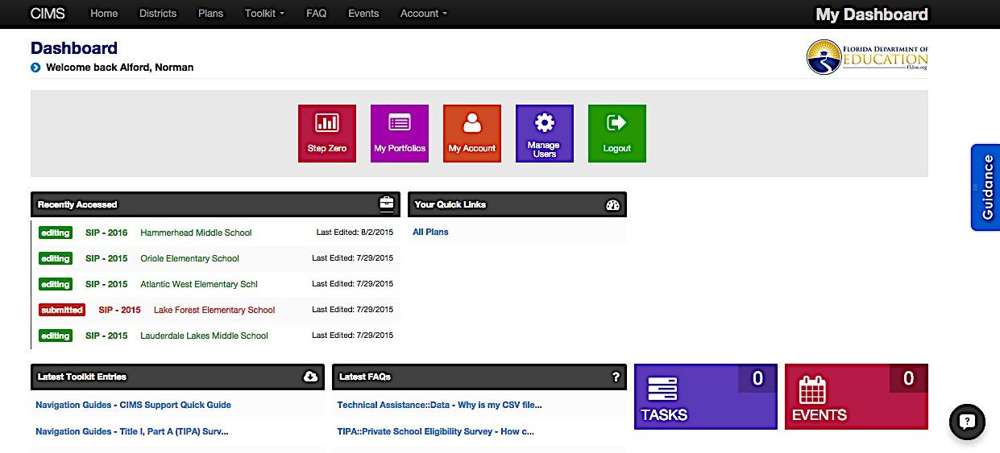 CIMS Home Districts Plans Toolkit FAQ Events Account My Dashboard
Dashboard
Welcome back Alford, Norman
FLORIDA DEPARTMENT OF
EDUCATION
fldoe.org
Step Zero
My Portfolios
My Account
Manage
Users
Logout
Guidance
Recently Accessed
editing SIP - 2016 Hammerhead Middle School Last Edited: 8/2/2015
editing SIP - 2015 Oriole Elementary School Last Edited: 7/29/2015
editing SIP - 2015 Atlantic West Elementary Schl Last Edited: 7/29/2015
submitted SIP - 2015 Lake Forest Elementary School Last Edited: 7/29/2015
editing SIP - 2015 Lauderdale Lakes Middle School Last Edited: 7/29/2015
Your Quick Links
All Plans
Latest Toolkit Entries
Navigation Guides - CIMS Support Quick Guide
Navigation Guides - Title I, Part A (TIPA) Surv...
Latest FAQs ?
Technical Assistance::Data - Why is my CSV file...
TIPA::Private School Eligibility Survey - How c...
0
TASKS
0
EVENTS
?